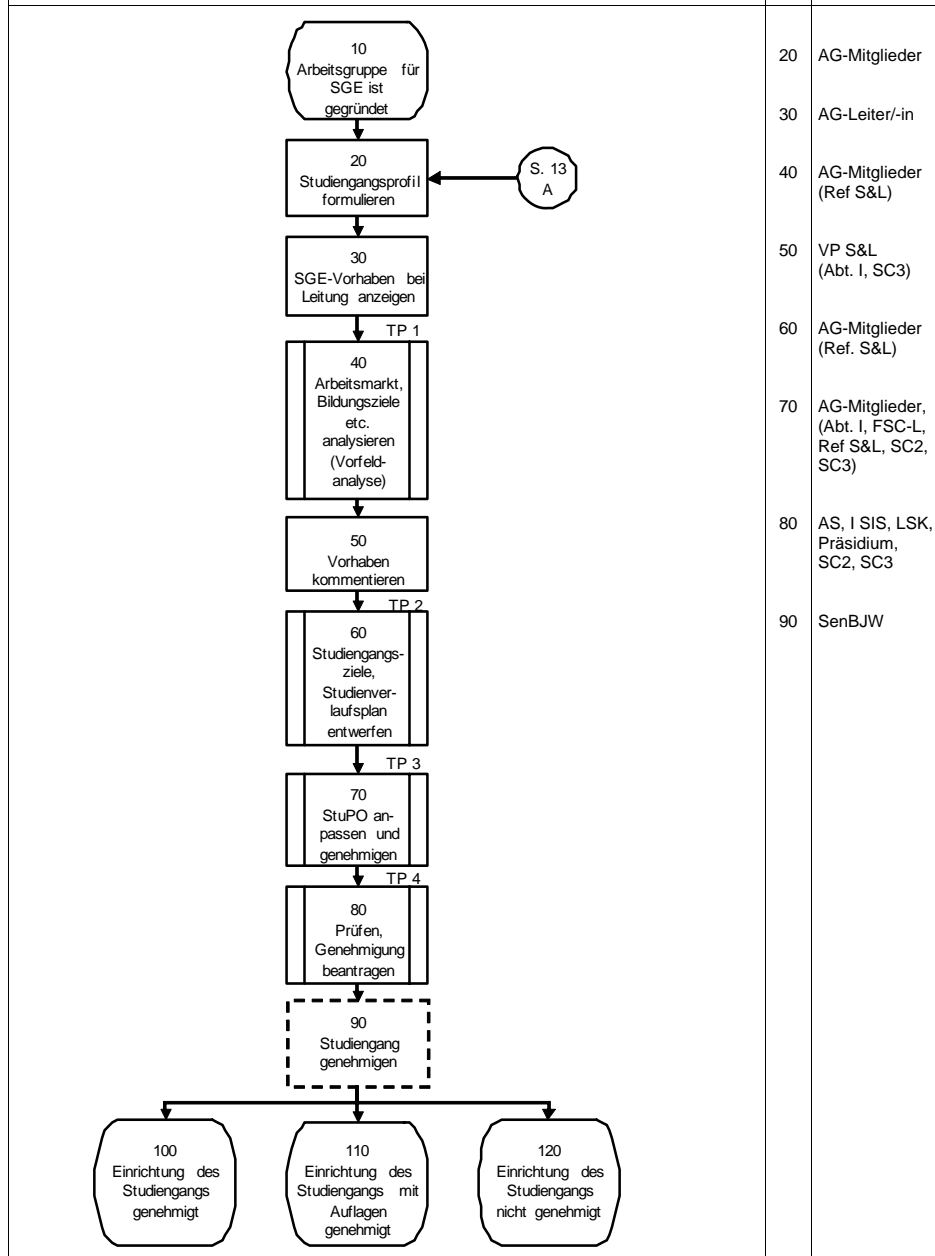 10
Arbeitsgruppe für
SGE ist
gegründet
20
Studiengangsprofil
formulieren
S. 13
A
30
SGE-Vorhaben bei
Leitung anzeigen
TP 1
40
Arbeitsmarkt,
Bildungsziele
etc.
analysieren
(Vorfeld-
analyse)
50
Vorhaben
kommentieren
TP 2
60
Studiengangs-
ziele,
Studienver-
laufsplan
entwerfen
TP 3
70
StuPO an-
passen und
genehmigen
TP 4
80
Prüfen,
Genehmigung
beantragen
90
Studiengang
genehmigen
100
Einrichtung des
Studiengangs
genehmigt
110
Einrichtung des
Studiengangs mit
Auflagen
genehmigt
120
Einrichtung des
Studiengangs
nicht genehmigt
20 AG-Mitglieder
30 AG-Leiter/-in
40 AG-Mitglieder
(Ref S&L)
50 VP S&L
(Abt. I, SC3)
60 AG-Mitglieder
(Ref. S&L)
70 AG-Mitglieder,
(Abt. I, FSC-L,
Ref S&L, SC2,
SC3)
80 AS, I SIS, LSK,
Präsidium,
SC2, SC3
90 SenBJW